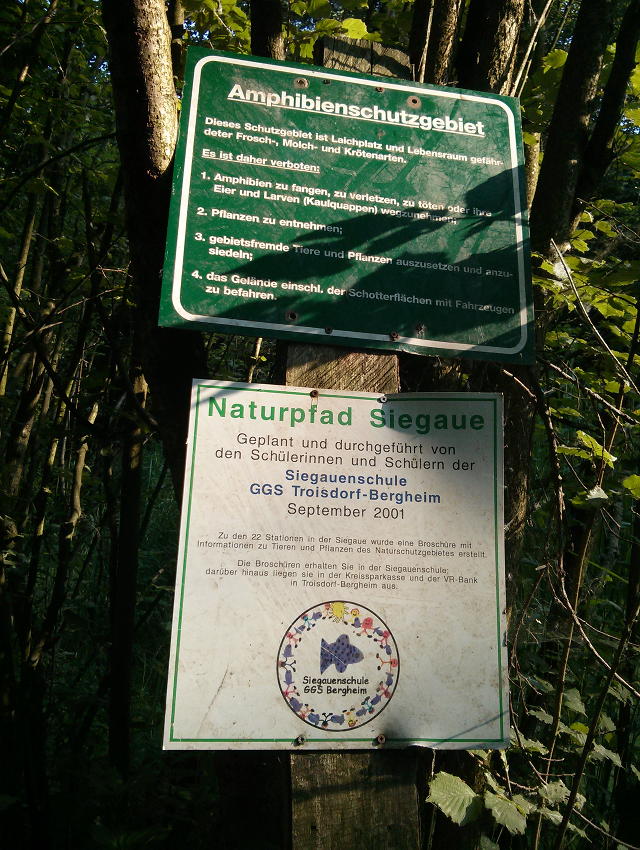 Amphibienschutzgebiet
Dieses Schutzgebiet ist Laichplatz und Lebensraum gefähr-
deter Frosch-, Molch- und Krötenarten.
Es ist daher verboten:
1. Amphibien zu fangen, zu verletzen, zu töten oder ihre
Eier und Larven (Kaulquappen) wegzunehmen;
2. Pflanzen zu entnehmen;
3. gebietsfremde Tiere und Pflanzen auszusetzen und anzu-
siedeln;
4. das Gelände einschl. der Schotterflächen mit Fahrzeugen
zu befahren.
Naturpfad Siegaue
Geplant und durchgeführt von
den Schülerinnen und Schülern der
Siegauenschule
GGS Troisdorf-Bergheim
September 2001
Zu den 22 Stationen in der Siegaue wurde eine Broschüre mit
Informationen zu Tieren und Pflanzen des Naturschutzgebietes erstellt.
Die Broschüren erhalten Sie in der Siegauenschule;
darüber hinaus liegen sie in der Kreissparkasse und der VR-Bank
in Troisdorf-Bergheim aus.
Siegauenschule
GGS Bergheim